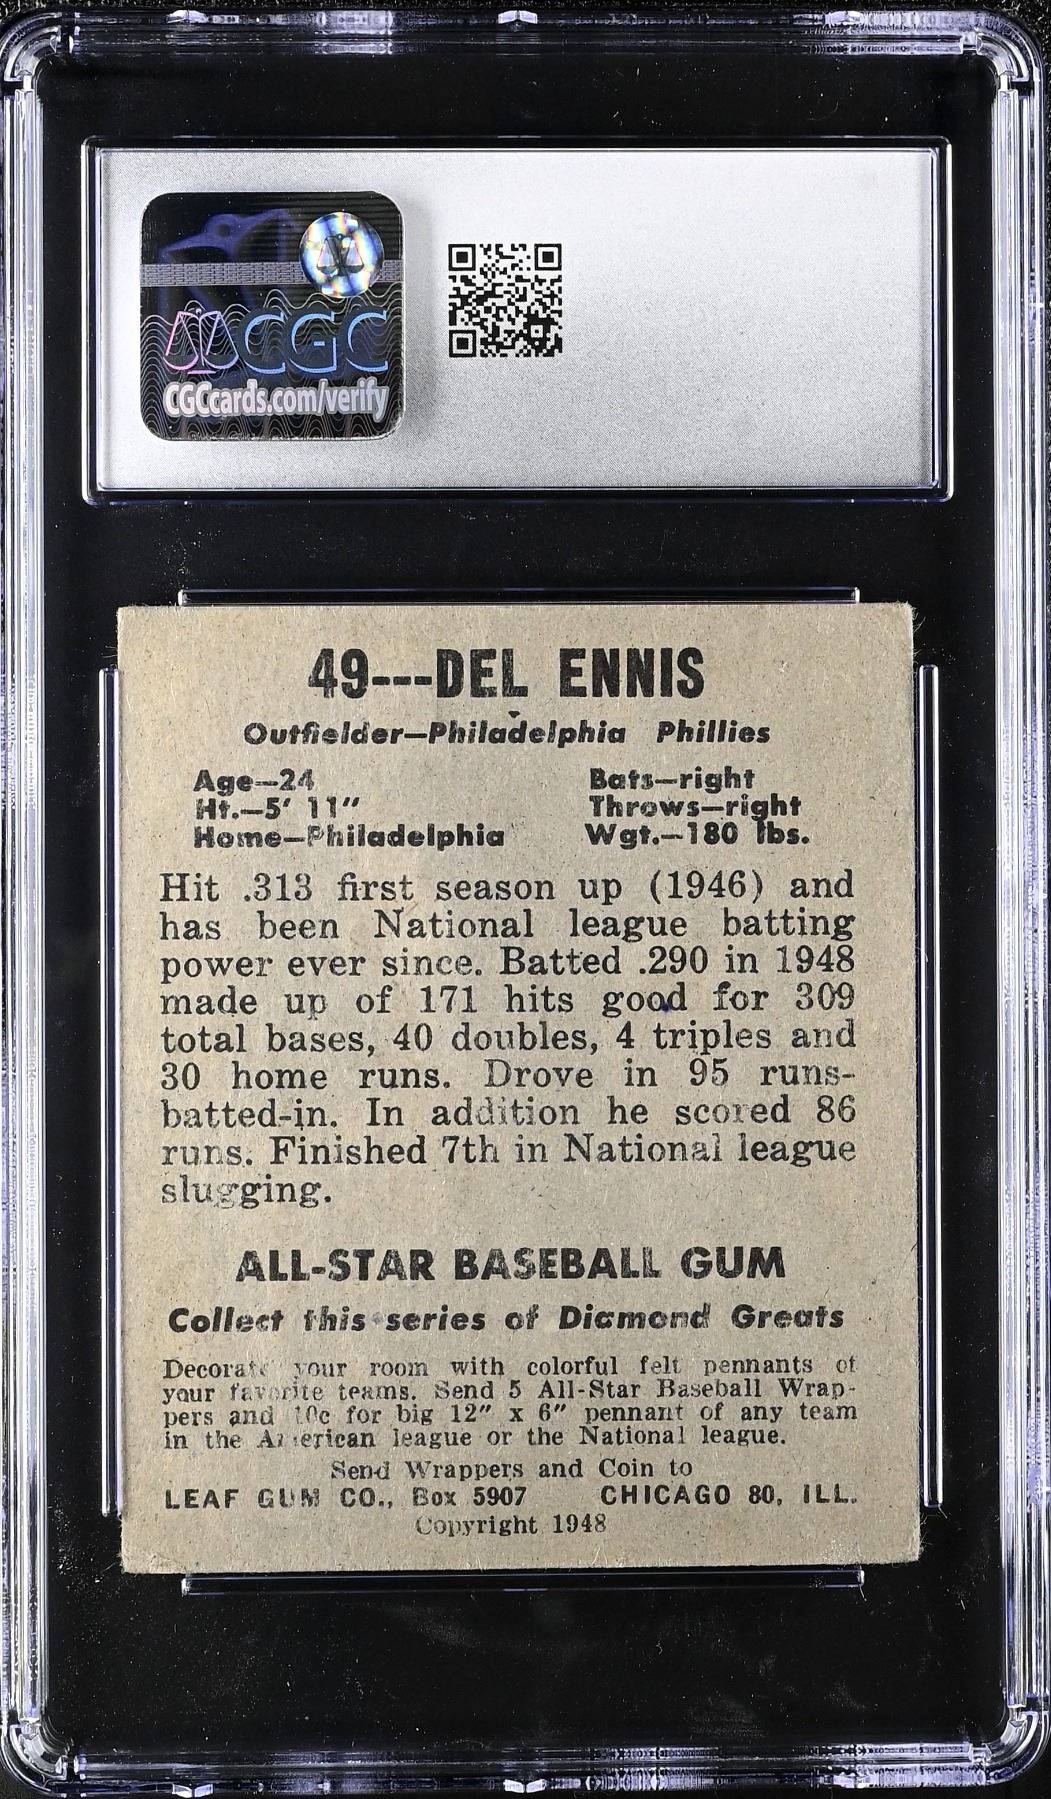 CGC
CGCcards.com/verify
49---DEL ENNIS
Outfielder—Philadelphia Phillies
Age—24
Bats—right
Ht.—5' 11"
Throws—right
Home—Philadelphia
Wgt.—180 lbs.
Hit .313 first season up (1946) and
has been National league batting
power ever since. Batted .290 in 1948
made up of 171 hits good for 309
total bases, 40 doubles, 4 triples and
30 home runs. Drove in 95 runs-
batted-in. In addition he scored 86
runs. Finished 7th in National league
slugging.
ALL-STAR BASEBALL GUM
Collect this series of Diamond Greats
Decorate your room with colorful felt pennants of
your favorite teams. Send 5 All-Star Baseball Wrap-
pers and 10c for big 12" x 6" pennant of any team
in the American league or the National league.
Send Wrappers and Coin to
LEAF GUM CO., Box 5907 CHICAGO 80, ILL.
Copyright 1948